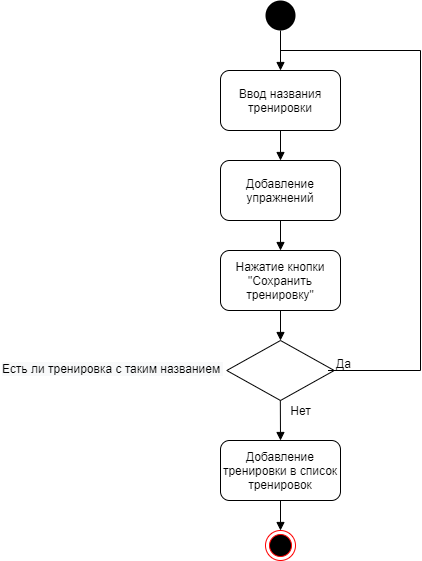 Ввод названия
тренировки
Добавление
упражнений
Нажатие кнопки
"Сохранить
тренировку"
Есть ли тренировка с таким названием
Да
Нет
Добавление
тренировки в список
тренировок